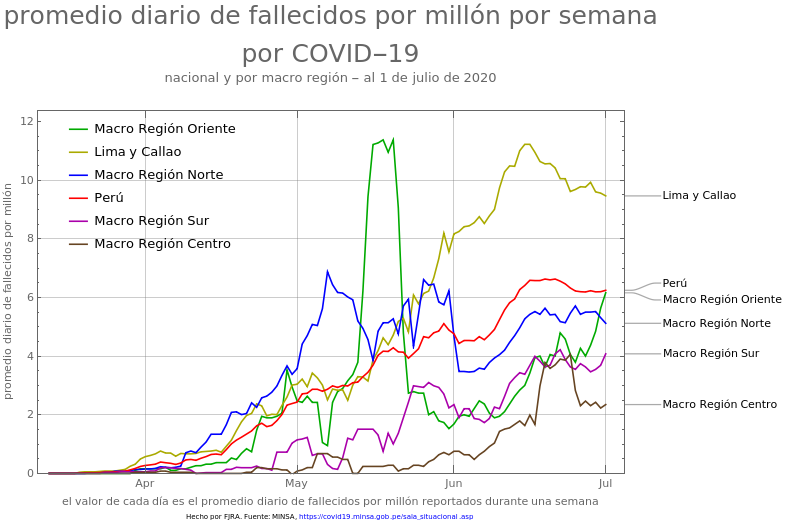 promedio diario de fallecidos por millón por semana
por COVID−19
nacional y por macro región − al 1 de julio de 2020
promedio diario de fallecidos por millón
12
10
8
6
4
2
0
Macro Región Oriente
Lima y Callao
Macro Región Norte
Perú
Macro Región Sur
Macro Región Centro
Lima y Callao
Perú
Macro Región Oriente
Macro Región Norte
Macro Región Sur
Macro Región Centro
Apr May Jun Jul
el valor de cada día es el promedio diario de fallecidos por millón reportados durante una semana
Hecho por FJRA. Fuente: MINSA, https://covid19.minsa.gob.pe/sala_situacional .asp